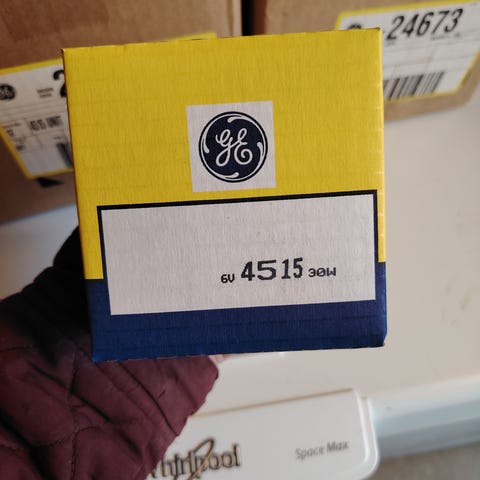 24673
GE
6V 4515 30W
Whirlpool
Space Max